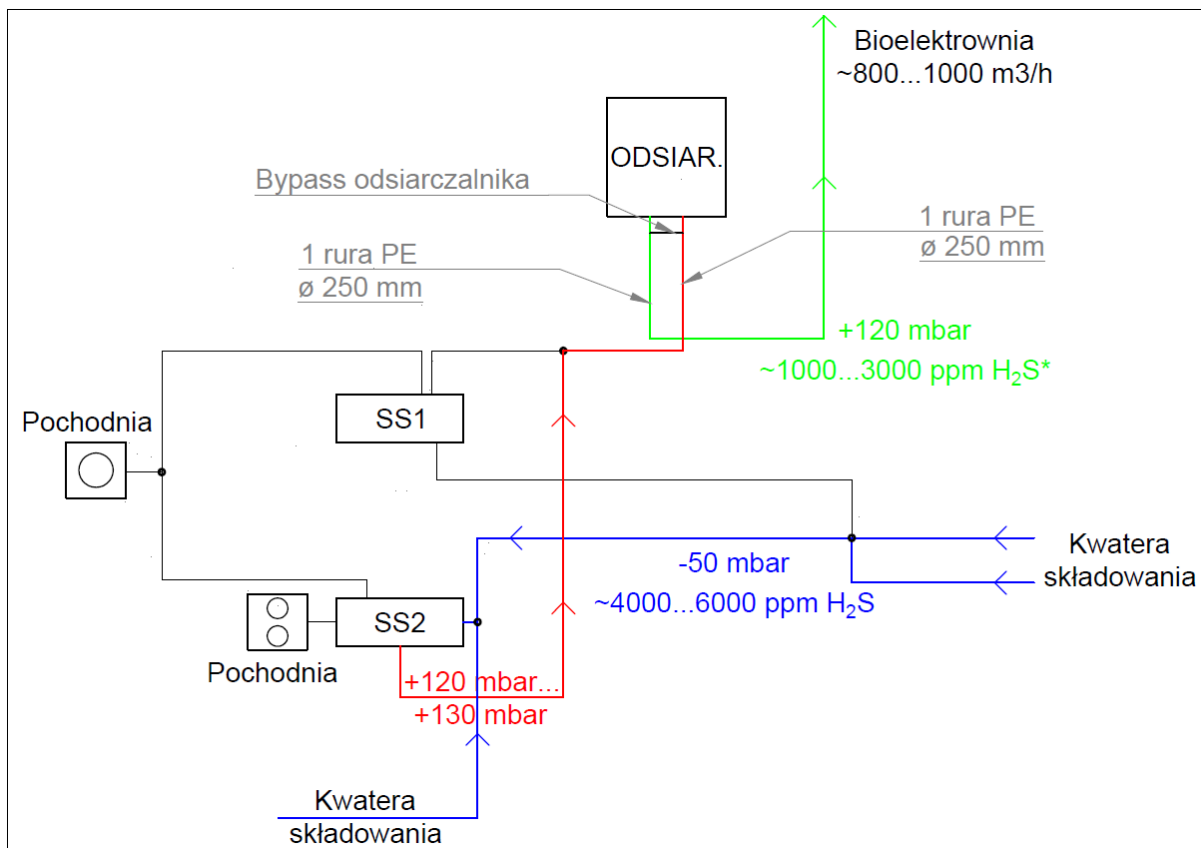 Bioelektrownia
~800...1000 m3/h
ODSIAR.
Bypass odsiarczalnika
1 rura PE
ø 250 mm
1 rura PE
ø 250 mm
+120 mbar
~1000...3000 ppm H₂S*
SS1
Pochodnia
-50 mbar
~4000...6000 ppm H₂S
Kwatera
składowania
SS2
Pochodnia
+120 mbar...
+130 mbar
Kwatera
składowania